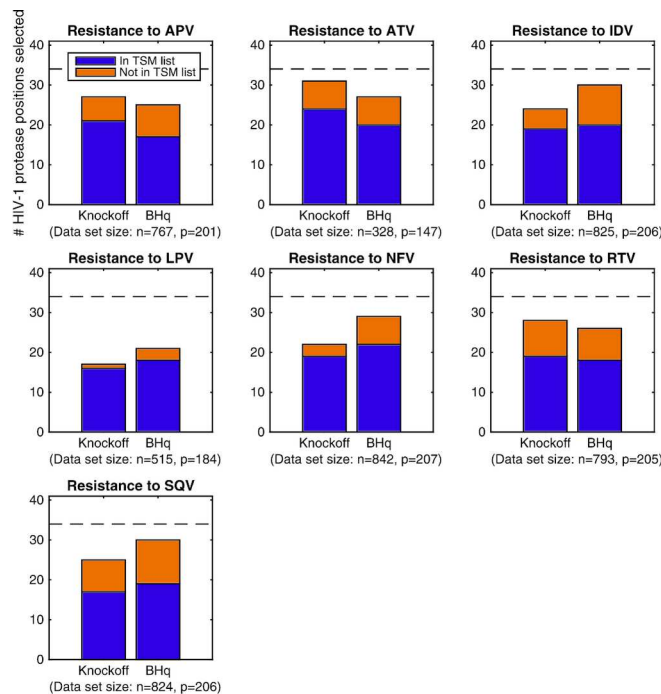 # HIV-1 protease positions selected
Resistance to APV
40
30
20
10
0
In TSM list
Not in TSM list
Knockoff BHq
(Data set size: n=767, p=201)
Resistance to ATV
40
30
20
10
0
Knockoff BHq
(Data set size: n=328, p=147)
Resistance to IDV
40
30
20
10
0
Knockoff BHq
(Data set size: n=825, p=206)
Resistance to LPV
40
30
20
10
0
Knockoff BHq
(Data set size: n=515, p=184)
Resistance to NFV
40
30
20
10
0
Knockoff BHq
(Data set size: n=842, p=207)
Resistance to RTV
40
30
20
10
0
Knockoff BHq
(Data set size: n=793, p=205)
Resistance to SQV
40
30
20
10
0
Knockoff BHq
(Data set size: n=824, p=206)